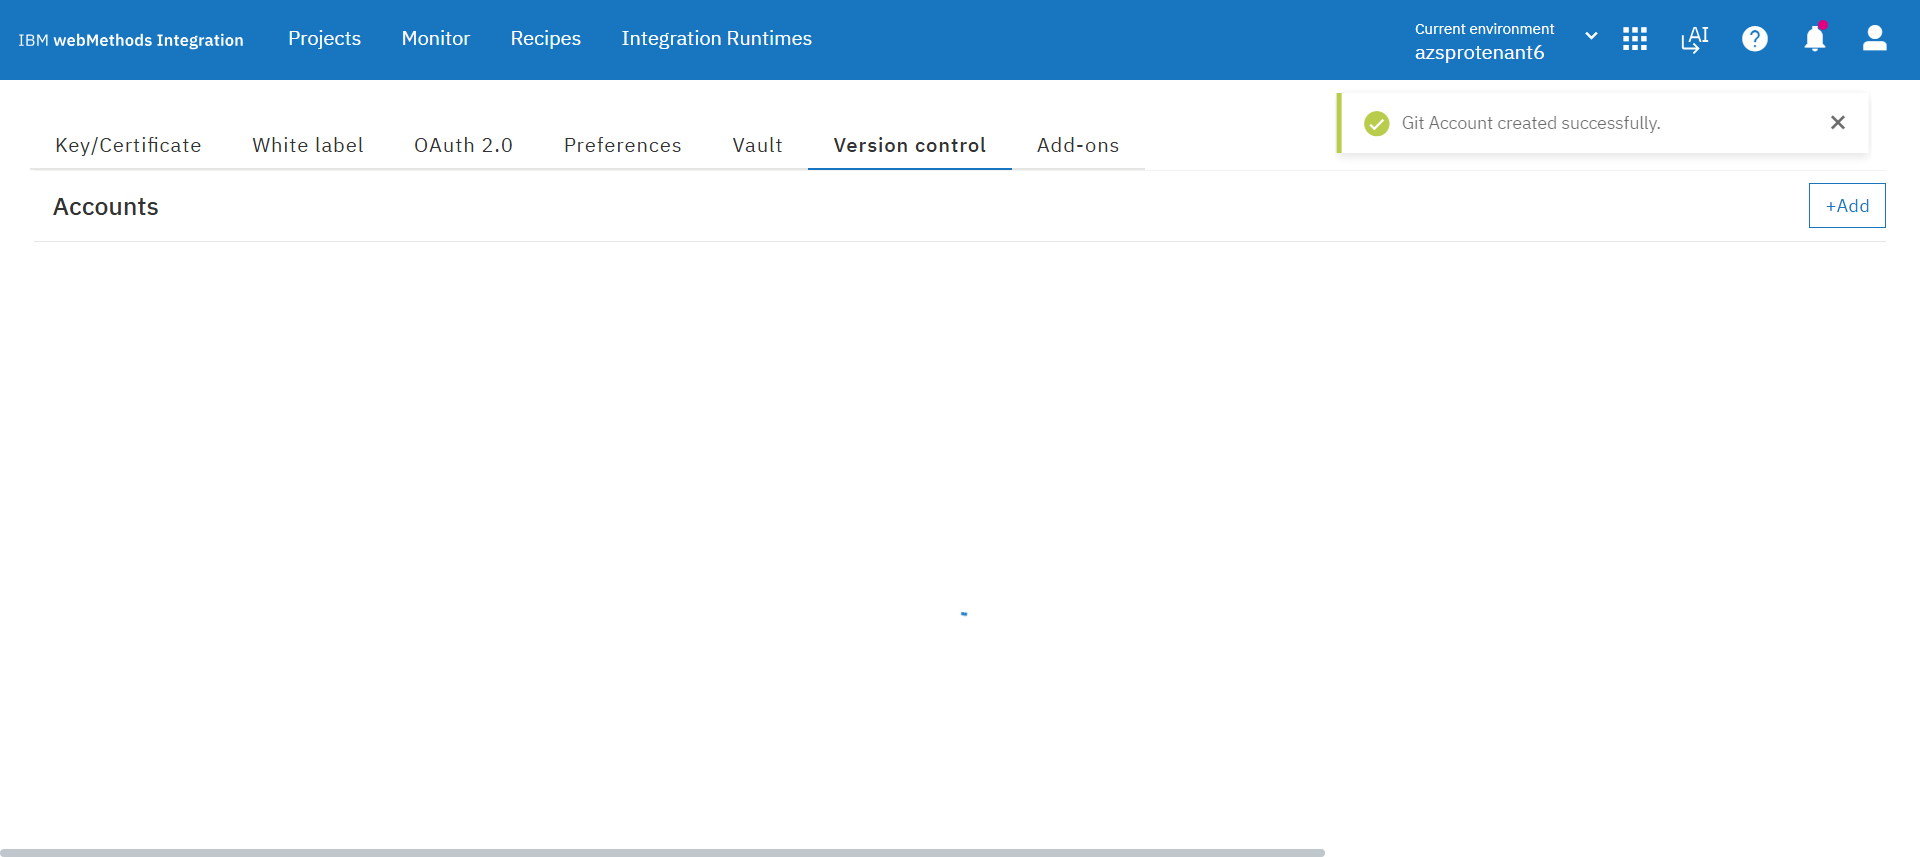 IBM webMethods Integration
Projects
Monitor
Recipes
Integration Runtimes
Current environment
azsprotenant6
AI
?
Git Account created successfully.
Key/Certificate
White label
OAuth 2.0
Preferences
Vault
Version control
Add-ons
Accounts
+Add